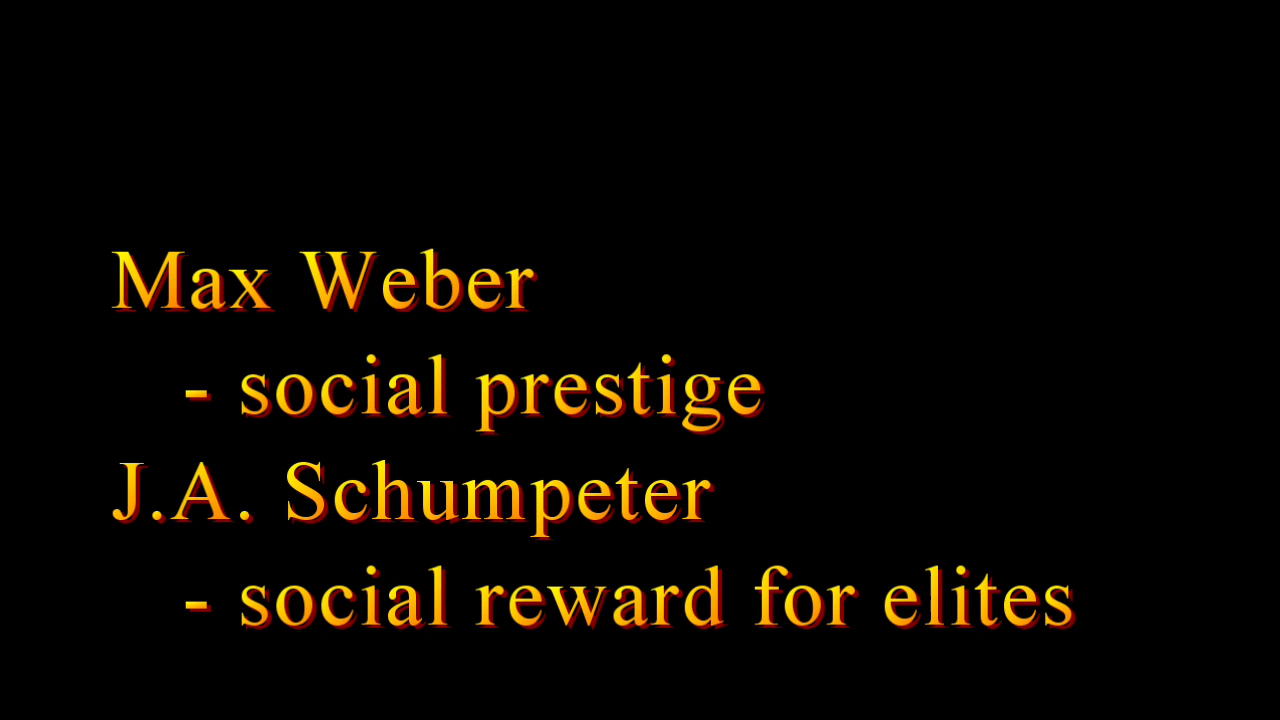 Max Weber
- social prestige
J.A. Schumpeter
- social reward for elites